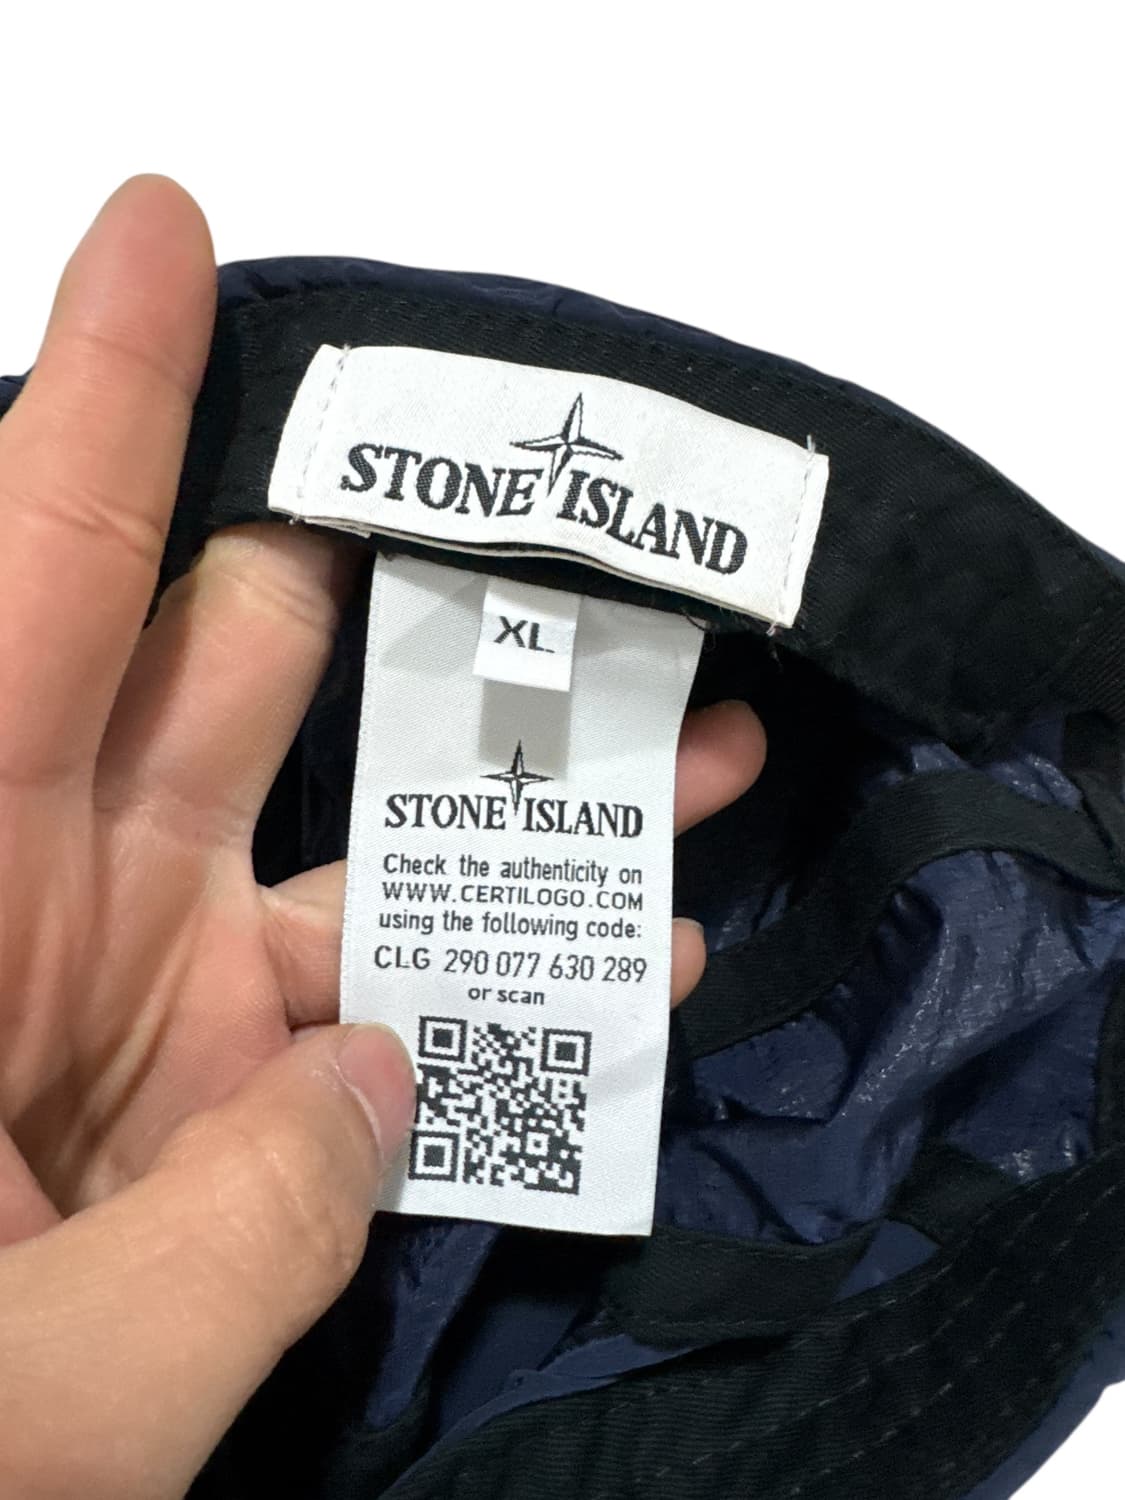 STONE ISLAND
XL
STONE ISLAND
Check the authenticity on
WWW.CERTILOGO.COM
using the following code:
CLG 290 077 630 289
or scan